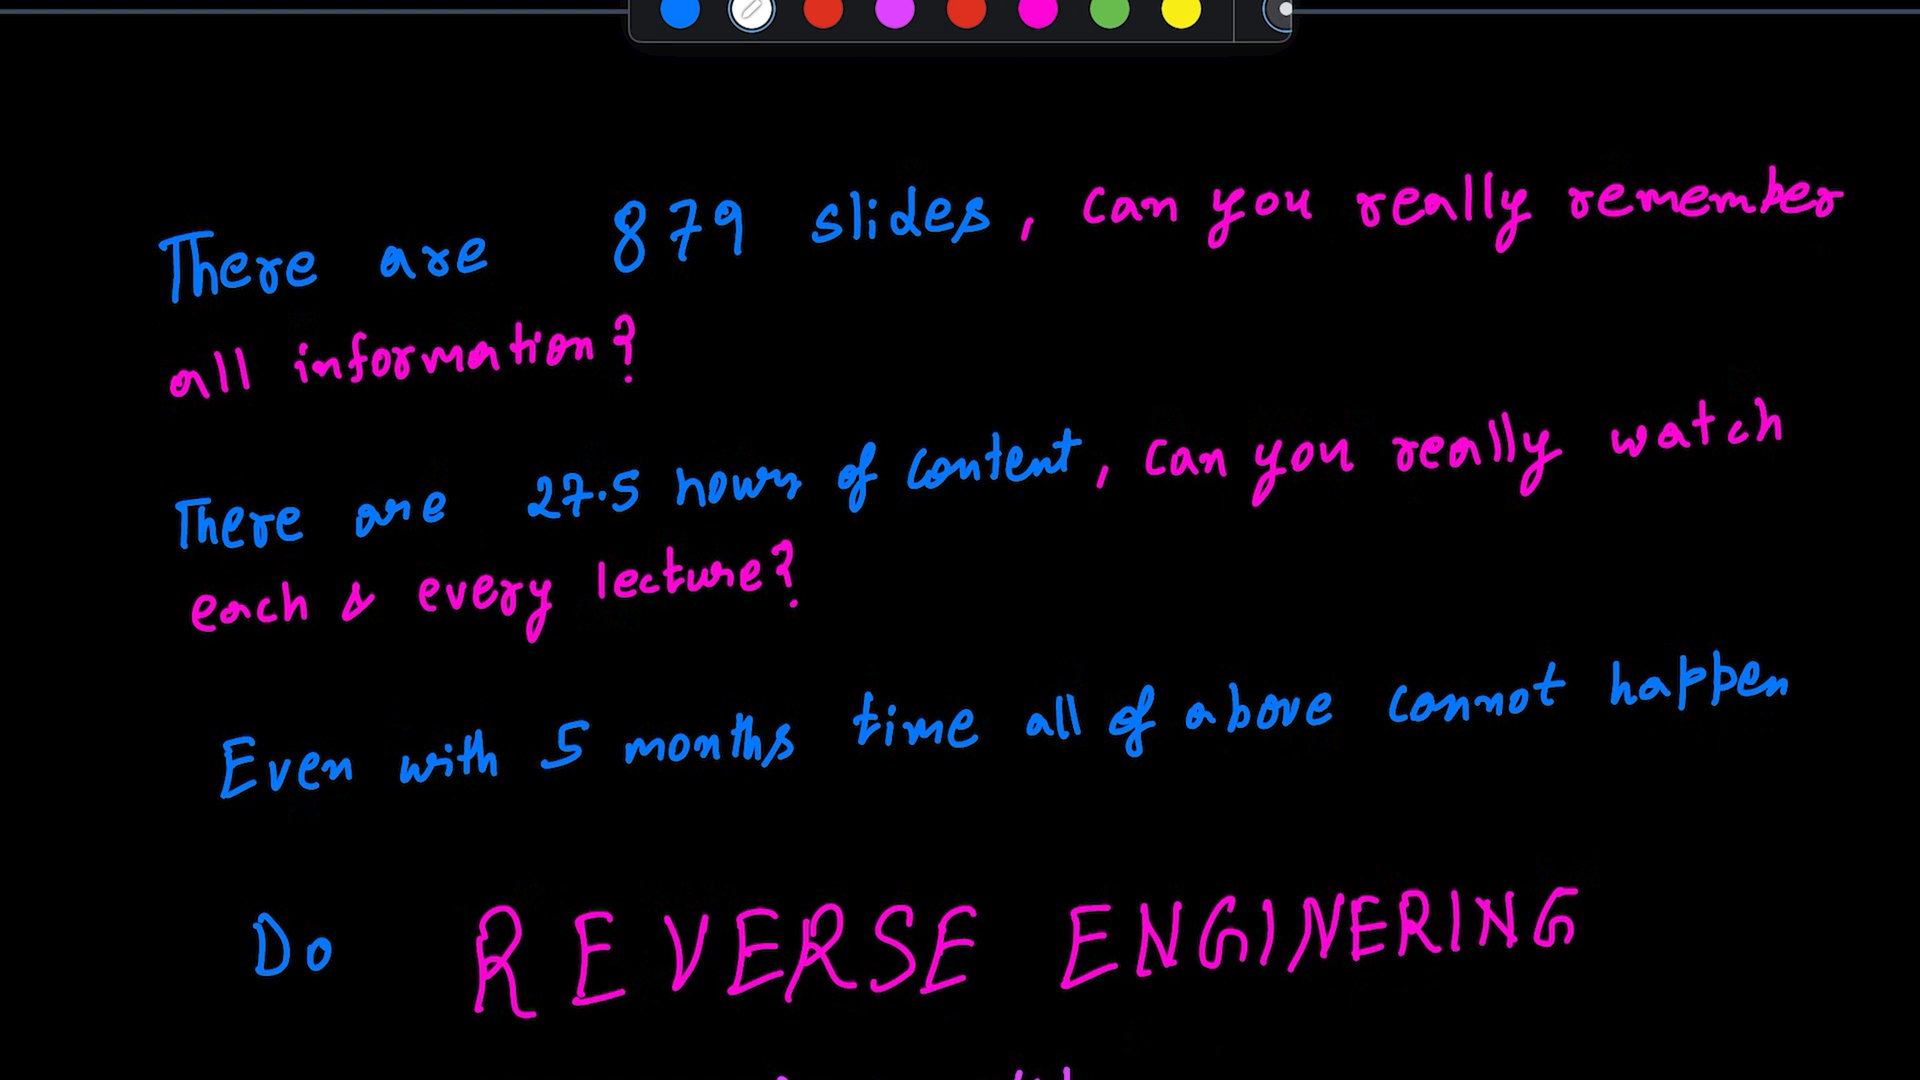 There are 879 slides, can you really remember
all information?
There are 27.5 hours of content, can you really watch
each & every lecture?
Even with 5 months time all of above cannot happen
Do REVERSE ENGINERING